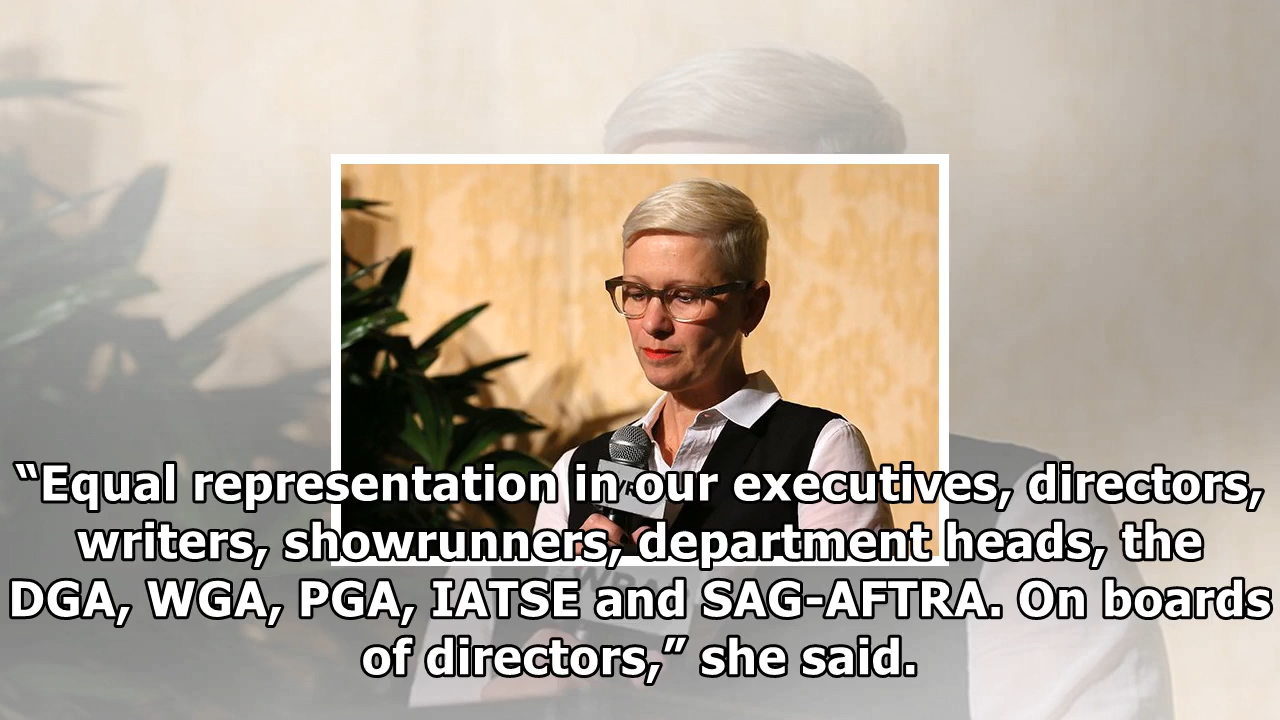 “Equal representation in our executives, directors,
writers, showrunners, department heads, the
DGA, WGA, PGA, IATSE and SAG-AFTRA. On boards
of directors,” she said.